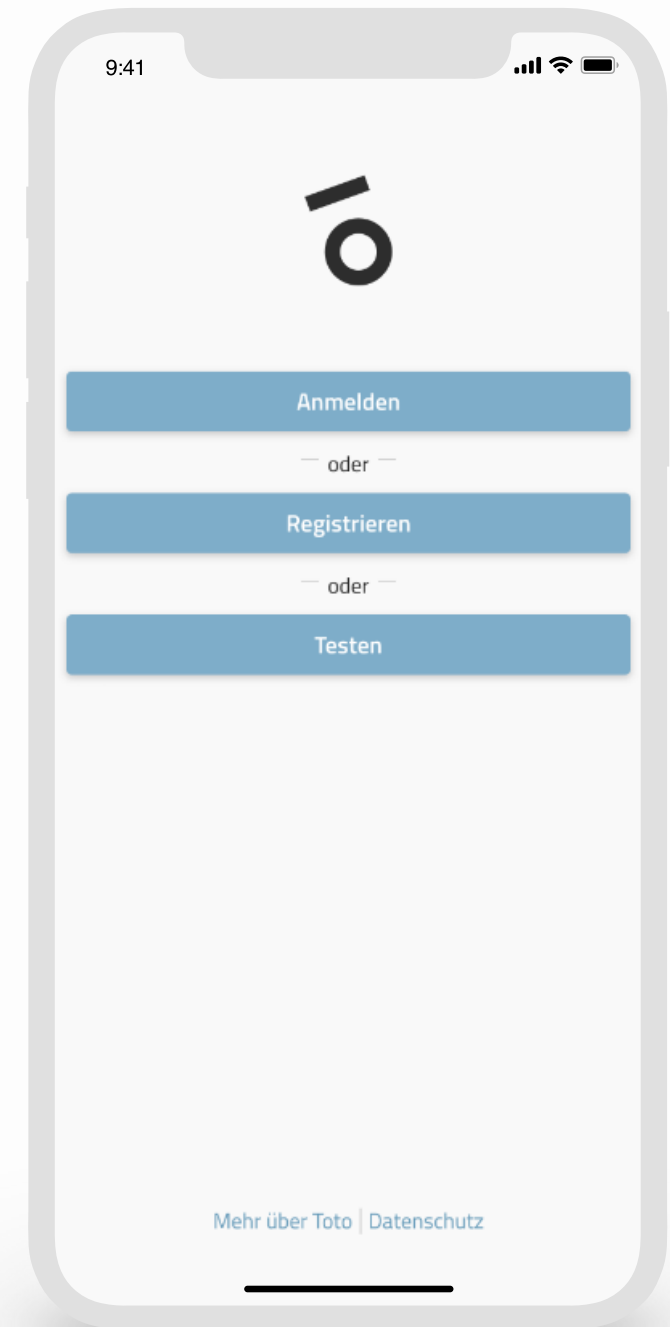 9:41
Anmelden
oder
Registrieren
oder
Testen
Mehr über Toto | Datenschutz